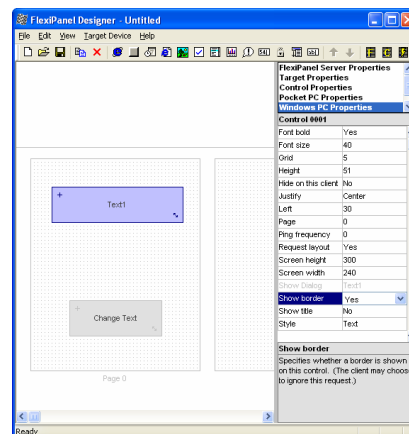 FlexiPanel Designer - Untitled
File Edit View Target Device Help
FlexiPanel Server Properties
Target Properties
Control Properties
Pocket PC Properties
Windows PC Properties
Control 0001
Font bold Yes
Font size 40
Grid 5
Height 51
Hide on this client No
Justify Center
Left 30
Page 0
Ping frequency 0
Request layout Yes
Screen height 300
Screen width 240
Show Dialog Text1
Show border Yes
Show title No
Style Text
Text1
Change Text
Page 0
Show border
Specifies whether a border is shown
on this control. (The client may choose
to ignore this request.)
Ready